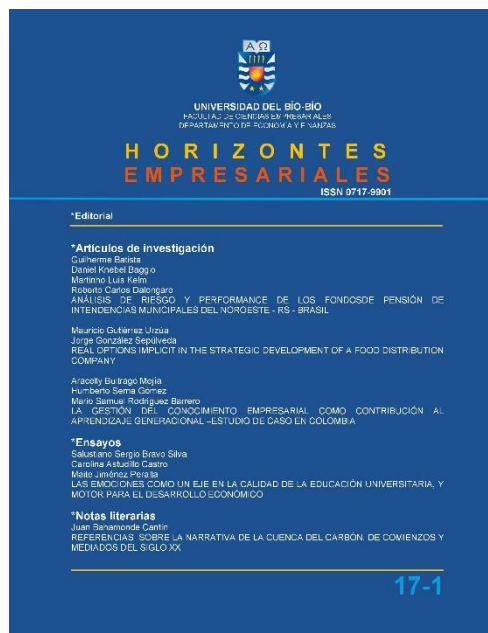 ΑΩ
UNIVERSIDAD DEL BÍO-BÍO
FACULTAD DE CIENCIAS EMPRESARIALES
DEPARTAMENTO DE ECONOMÍA Y FINANZAS
HORIZONTES
EMPRESARIALES
ISSN 0717-9901
*Editorial
*Artículos de investigación
Guilherme Batista
Daniel Knebel Baggio
Martinho Luis Kelm
Roberto Carlos Dalongaro
ANÁLISIS DE RIESGO Y PERFORMANCE DE LOS FONDOSDE PENSIÓN DE
INTENDENCIAS MUNICIPALES DEL NOROESTE - RS - BRASIL
Mauricio Gutiérrez Urzúa
Jorge González Sepúlveda
REAL OPTIONS IMPLICIT IN THE STRATEGIC DEVELOPMENT OF A FOOD DISTRIBUTION
COMPANY
Aracelly Buitrago Mejía
Humberto Serna Gómez
Mario Samuel Rodríguez Barrero
LA GESTIÓN DEL CONOCIMIENTO EMPRESARIAL COMO CONTRIBUCIÓN AL
APRENDIZAJE GENERACIONAL –ESTUDIO DE CASO EN COLOMBIA
*Ensayos
Salustiano Sergio Bravo Silva
Carolina Astudillo Castro
Maite Jiménez Peralta
LAS EMOCIONES COMO UN EJE EN LA CALIDAD DE LA EDUCACIÓN UNIVERSITARIA, Y
MOTOR PARA EL DESARROLLO ECONÓMICO
*Notas literarias
Juan Bahamonde Cantín
REFERENCIAS SOBRE LA NARRATIVA DE LA CUENCA DEL CARBÓN, DE COMIENZOS Y
MEDIADOS DEL SIGLO XX
17-1